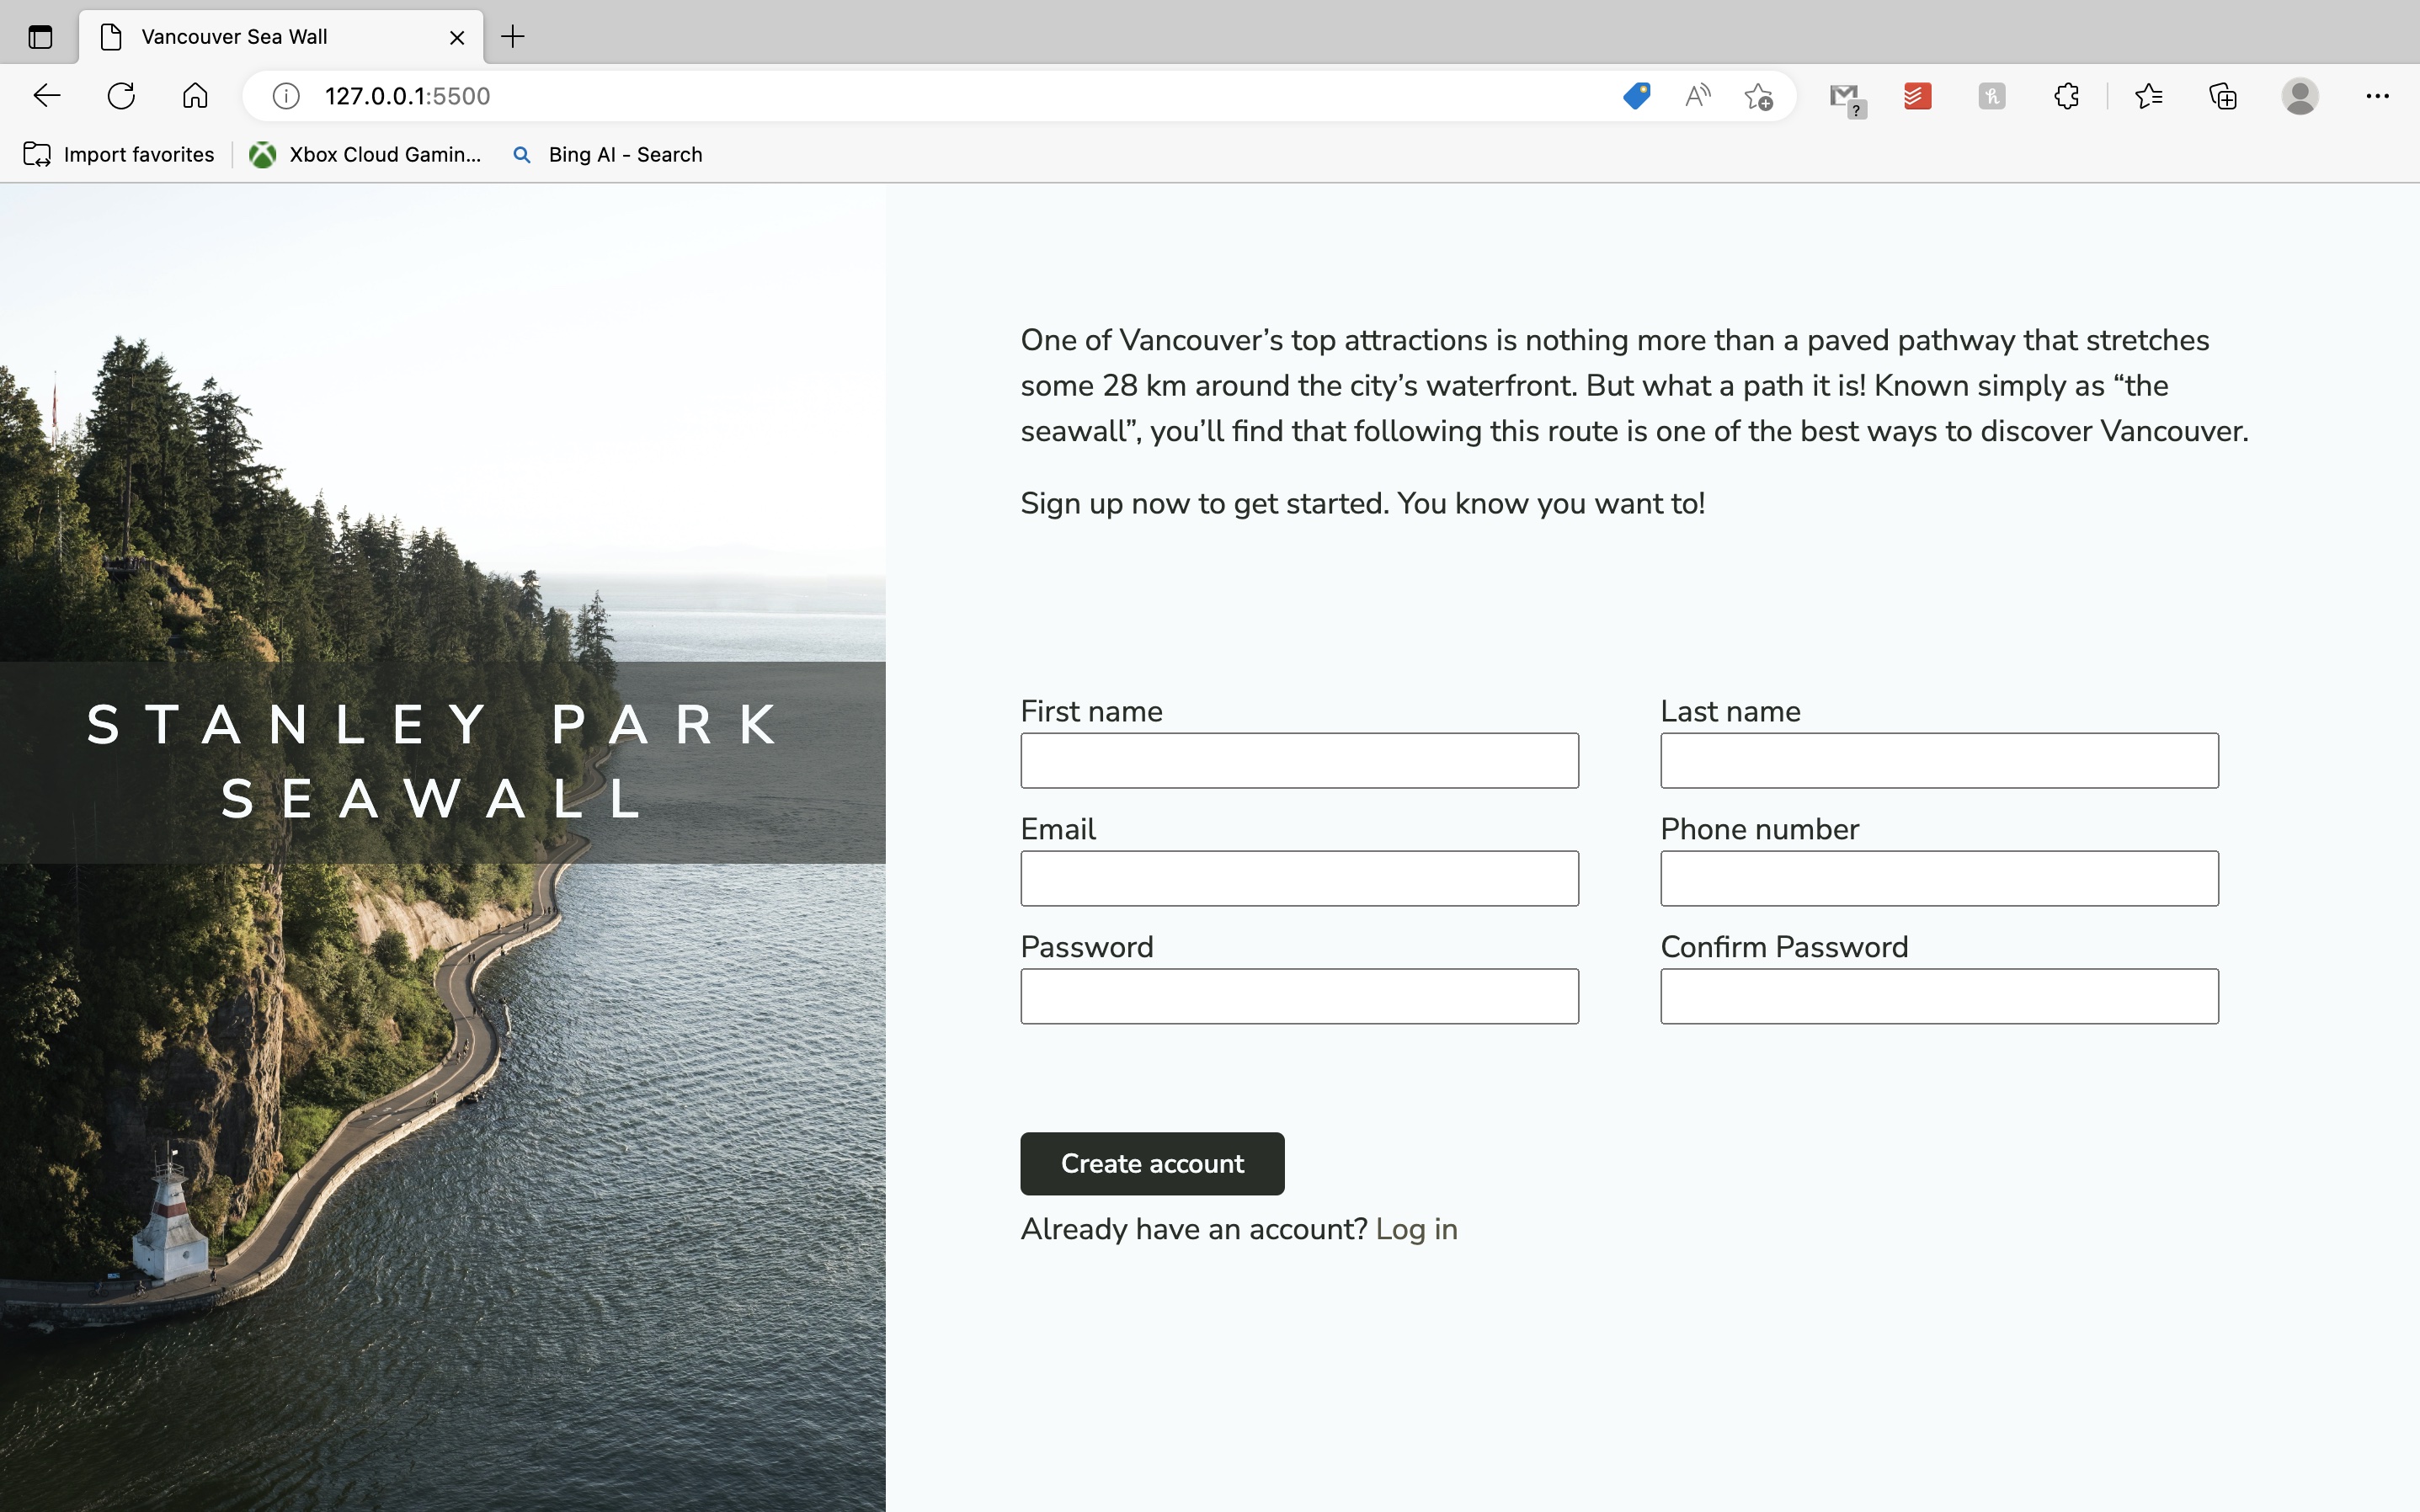 Vancouver Sea Wall
127.0.0.1:5500
?
Import favorites
Xbox Cloud Gamin...
Bing AI - Search
STANLEY PARK
SEAWALL
One of Vancouver’s top attractions is nothing more than a paved pathway that stretches
some 28 km around the city’s waterfront. But what a path it is! Known simply as “the
seawall”, you’ll find that following this route is one of the best ways to discover Vancouver.
Sign up now to get started. You know you want to!
First name
Last name
Email
Phone number
Password
Confirm Password
Create account
Already have an account? Log in